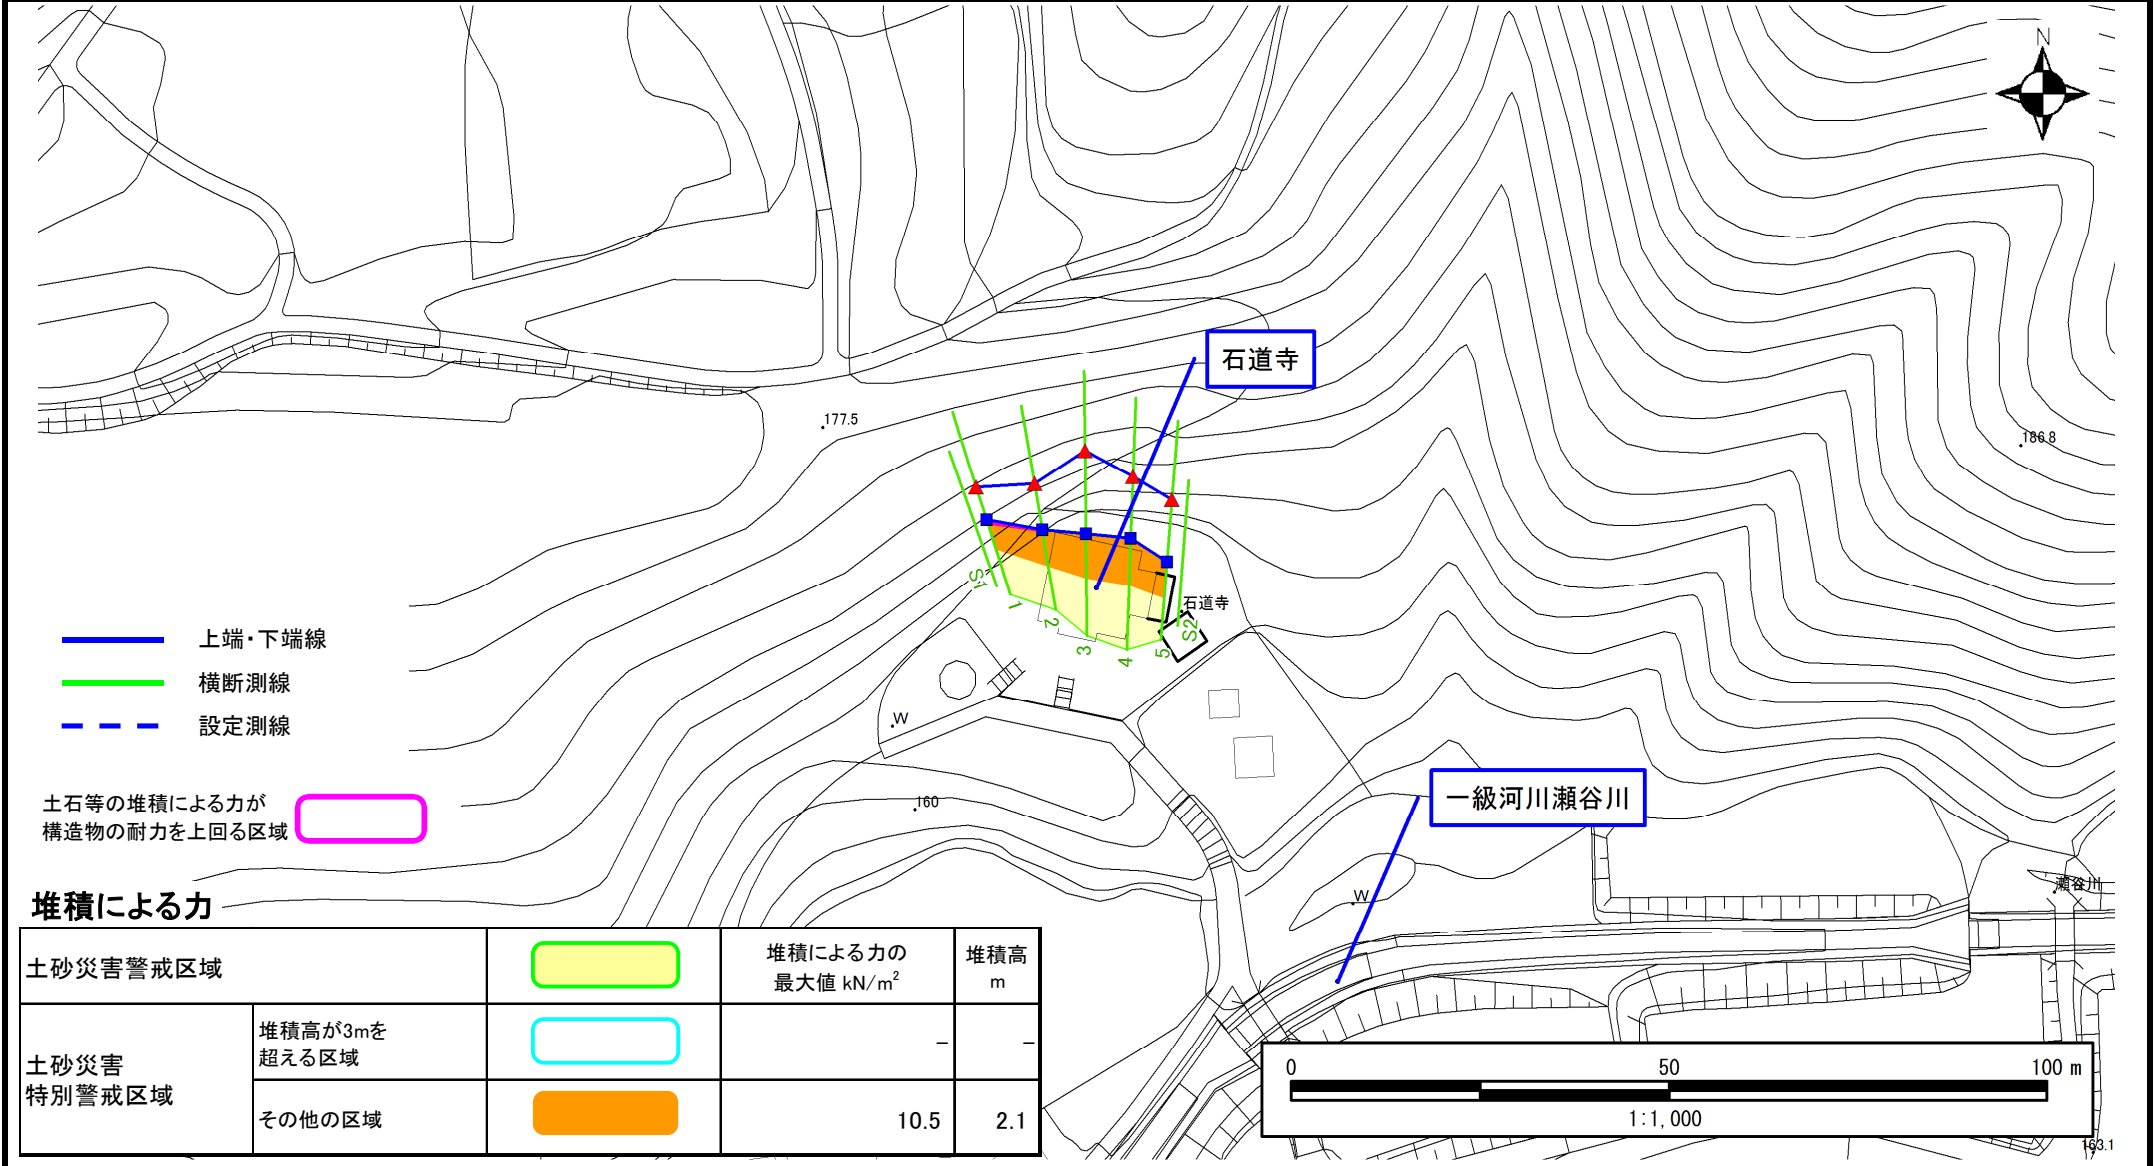 N
石道寺
177.5
186.8
S1
1
2
3
4
5
S2
石道寺
上端・下端線
横断測線
設定測線
W
160
一級河川瀬谷川
土石等の堆積による力が
構造物の耐力を上回る区域
W
瀬谷川
堆積による力
土砂災害警戒区域
堆積による力の
最大値 kN/m²
堆積高
m
土砂災害
特別警戒区域
堆積高が3mを
超える区域
－
－
その他の区域
10.5
2.1
0
50
100 m
1:1,000
163.1